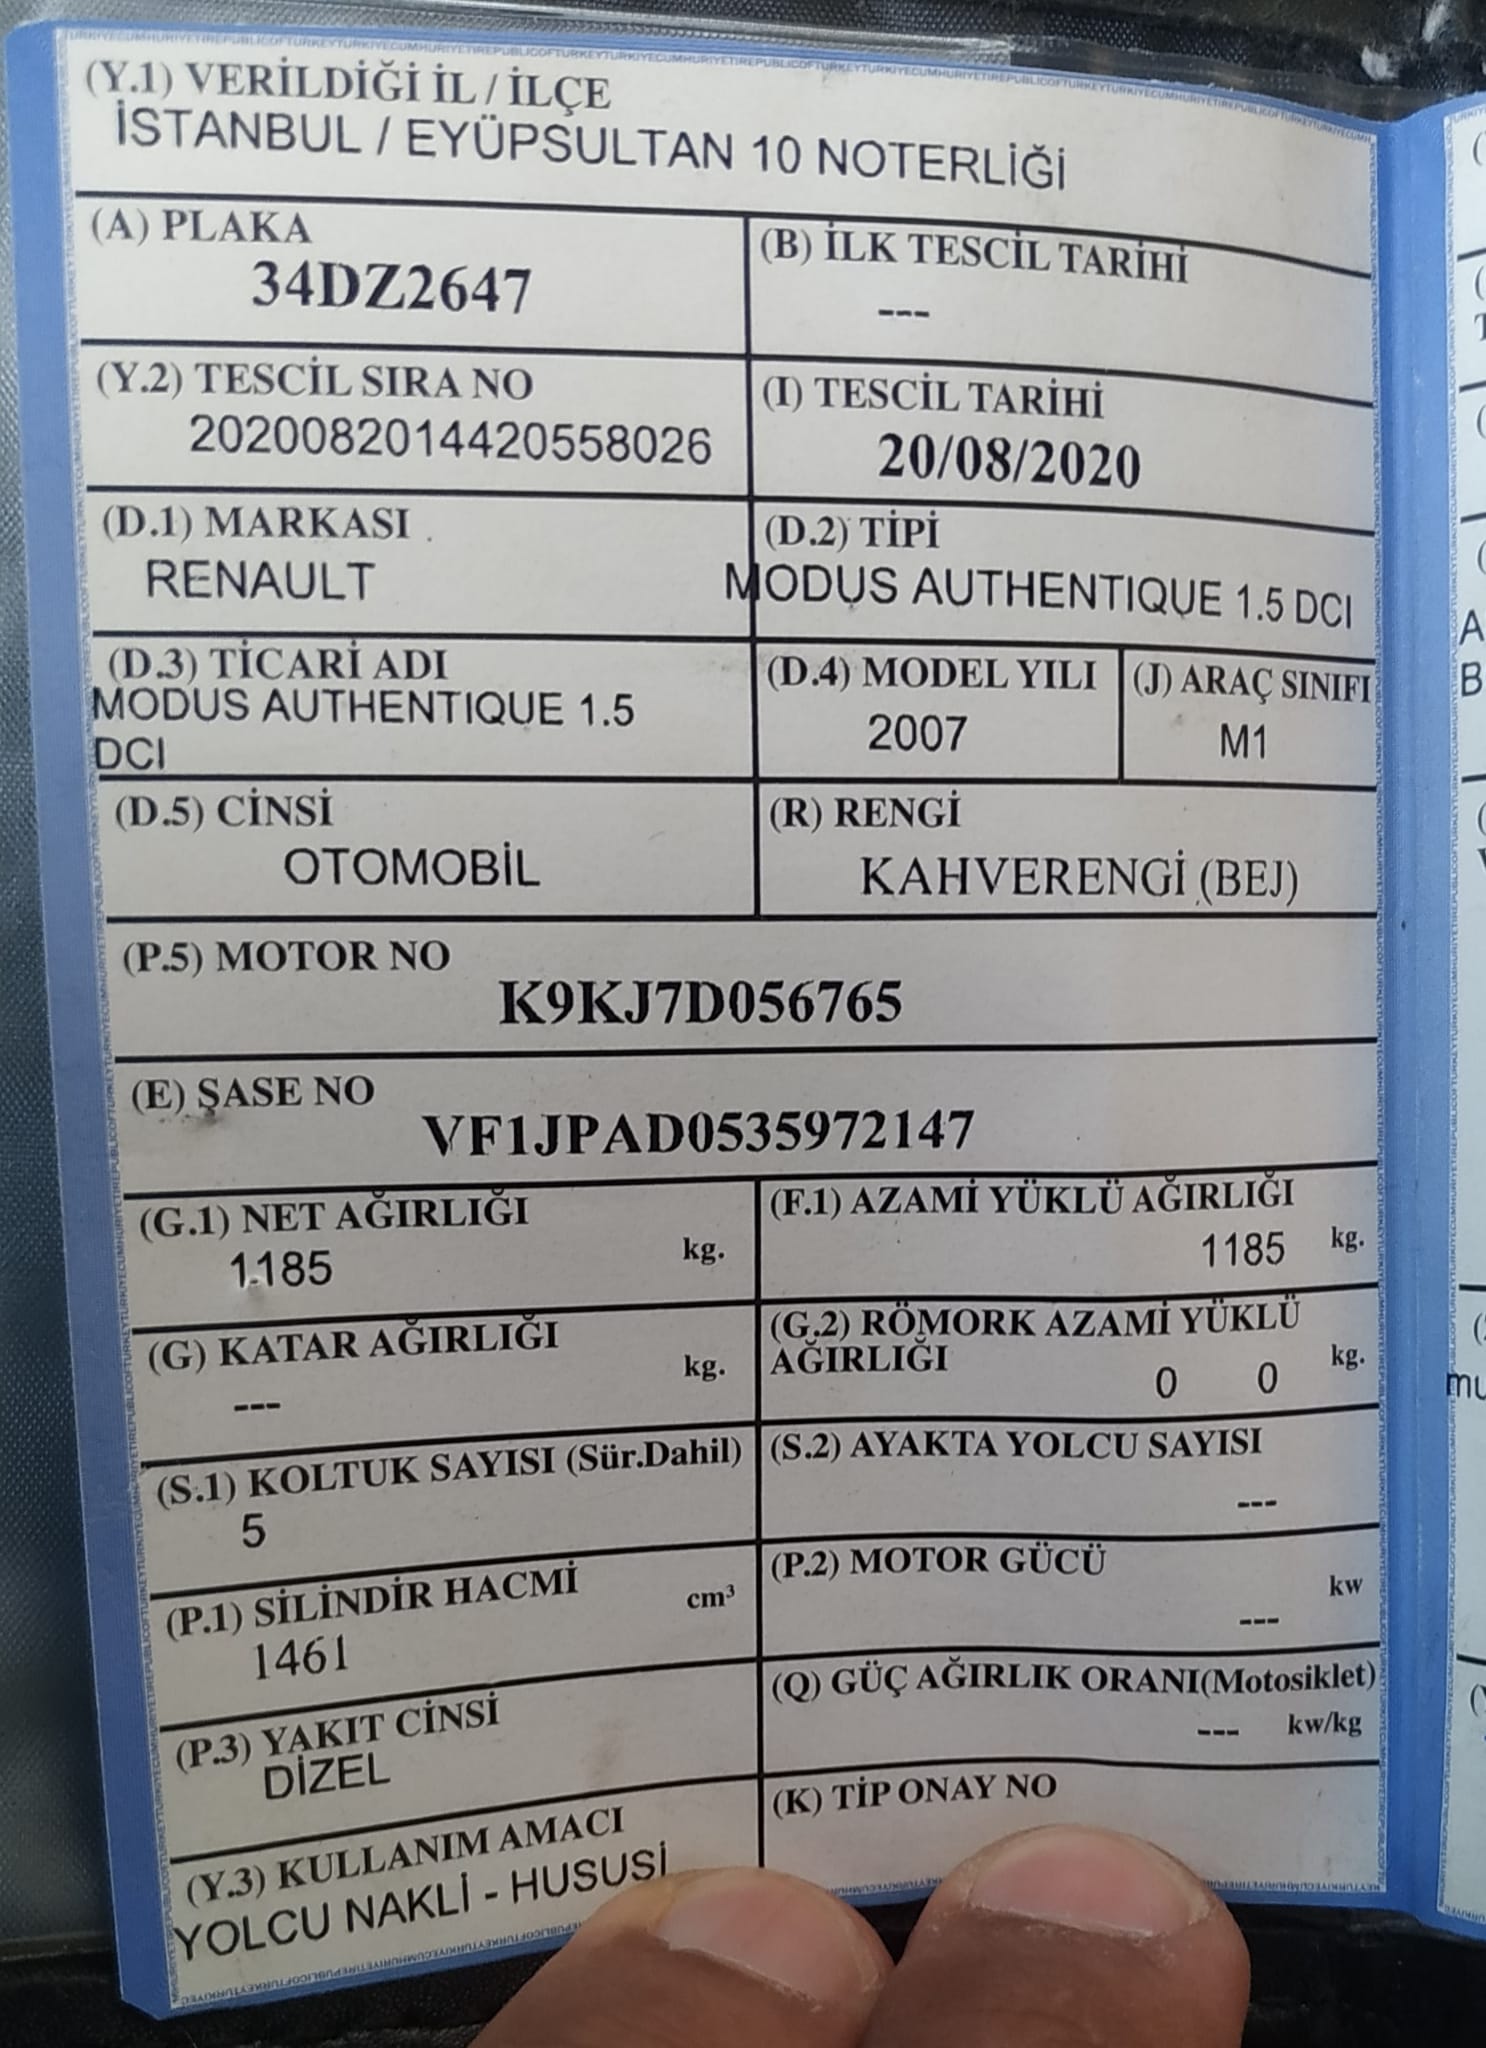 (Y.1) VERİLDİĞİ İL / İLÇE
İSTANBUL / EYÜPSULTAN 10 NOTERLİĞİ
(A) PLAKA
34DZ2647
(B) İLK TESCİL TARİHİ
---
(Y.2) TESCİL SIRA NO
2020082014420558026
(I) TESCİL TARİHİ
20/08/2020
(D.1) MARKASI
RENAULT
(D.2) TİPİ
MODUS AUTHENTIQUE 1.5 DCI
(D.3) TİCARİ ADI
MODUS AUTHENTIQUE 1.5
DCI
(D.4) MODEL YILI
2007
(J) ARAÇ SINIFI
M1
(D.5) CİNSİ
OTOMOBİL
(R) RENGİ
KAHVERENGİ (BEJ)
(P.5) MOTOR NO
K9KJ7D056765
(E) ŞASE NO
VF1JPAD0535972147
(G.1) NET AĞIRLIĞI
1185 kg.
(F.1) AZAMİ YÜKLÜ AĞIRLIĞI
1185 kg.
(G) KATAR AĞIRLIĞI
--- kg.
(G.2) RÖMORK AZAMİ YÜKLÜ
AĞIRLIĞI
0 0 kg.
(S.1) KOLTUK SAYISI (Sür.Dahil)
5
(S.2) AYAKTA YOLCU SAYISI
---
(P.1) SİLİNDİR HACMİ
1461 cm³
(P.2) MOTOR GÜCÜ
--- kw
(P.3) YAKIT CİNSİ
DİZEL
(Q) GÜÇ AĞIRLIK ORANI(Motosiklet)
--- kw/kg
(Y.3) KULLANIM AMACI
YOLCU NAKLİ - HUSUSİ
(K) TİP ONAY NO